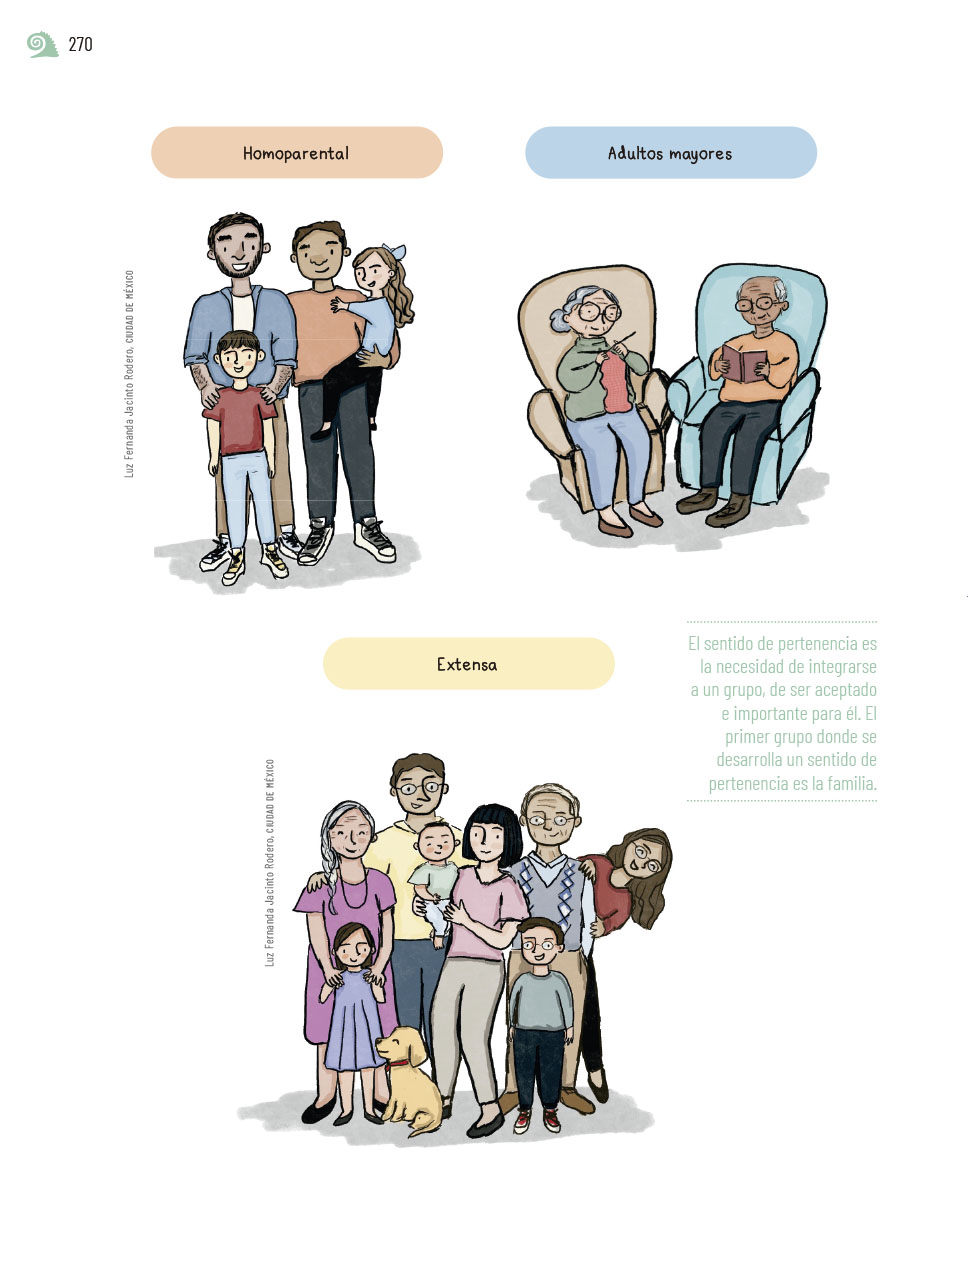 270
Homoparental
Adultos mayores
Luz Fernanda Jacinto Rodero, CIUDAD DE MÉXICO
El sentido de pertenencia es
la necesidad de integrarse
a un grupo, de ser aceptado
e importante para él. El
primer grupo donde se
desarrolla un sentido de
pertenencia es la familia.
Extensa
Luz Fernanda Jacinto Rodero, CIUDAD DE MÉXICO